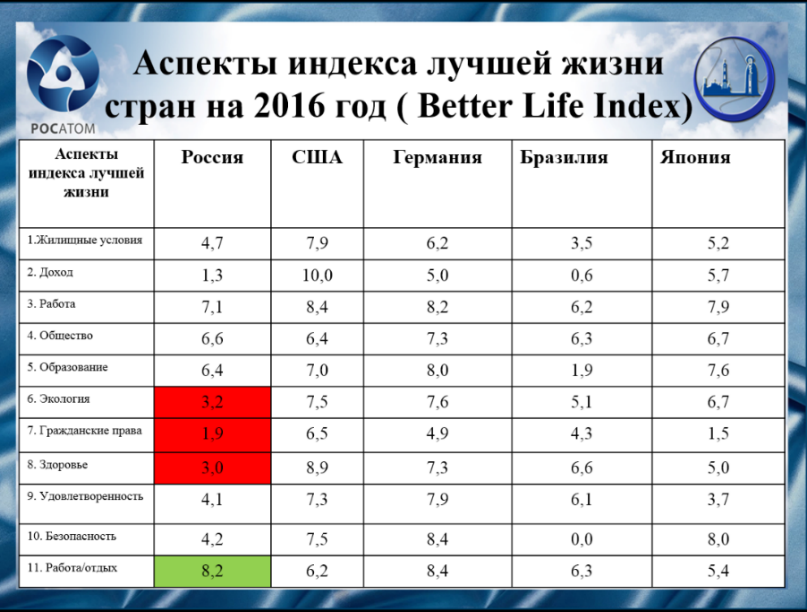 Аспекты индекса лучшей жизни
стран на 2016 год ( Better Life Index)
РОСАТОМ
Аспекты
индекса лучшей
жизни
Россия США Германия Бразилия Япония
1.Жилищные условия 4,7 7,9 6,2 3,5 5,2
2. Доход 1,3 10,0 5,0 0,6 5,7
3. Работа 7,1 8,4 8,2 6,2 7,9
4. Общество 6,6 6,4 7,3 6,3 6,7
5. Образование 6,4 7,0 8,0 1,9 7,6
6. Экология 3,2 7,5 7,6 5,1 6,7
7. Гражданские права 1,9 6,5 4,9 4,3 1,5
8. Здоровье 3,0 8,9 7,3 6,6 5,0
9. Удовлетворенность 4,1 7,3 7,9 6,1 3,7
10. Безопасность 4,2 7,5 8,4 0,0 8,0
11. Работа/отдых 8,2 6,2 8,4 6,3 5,4